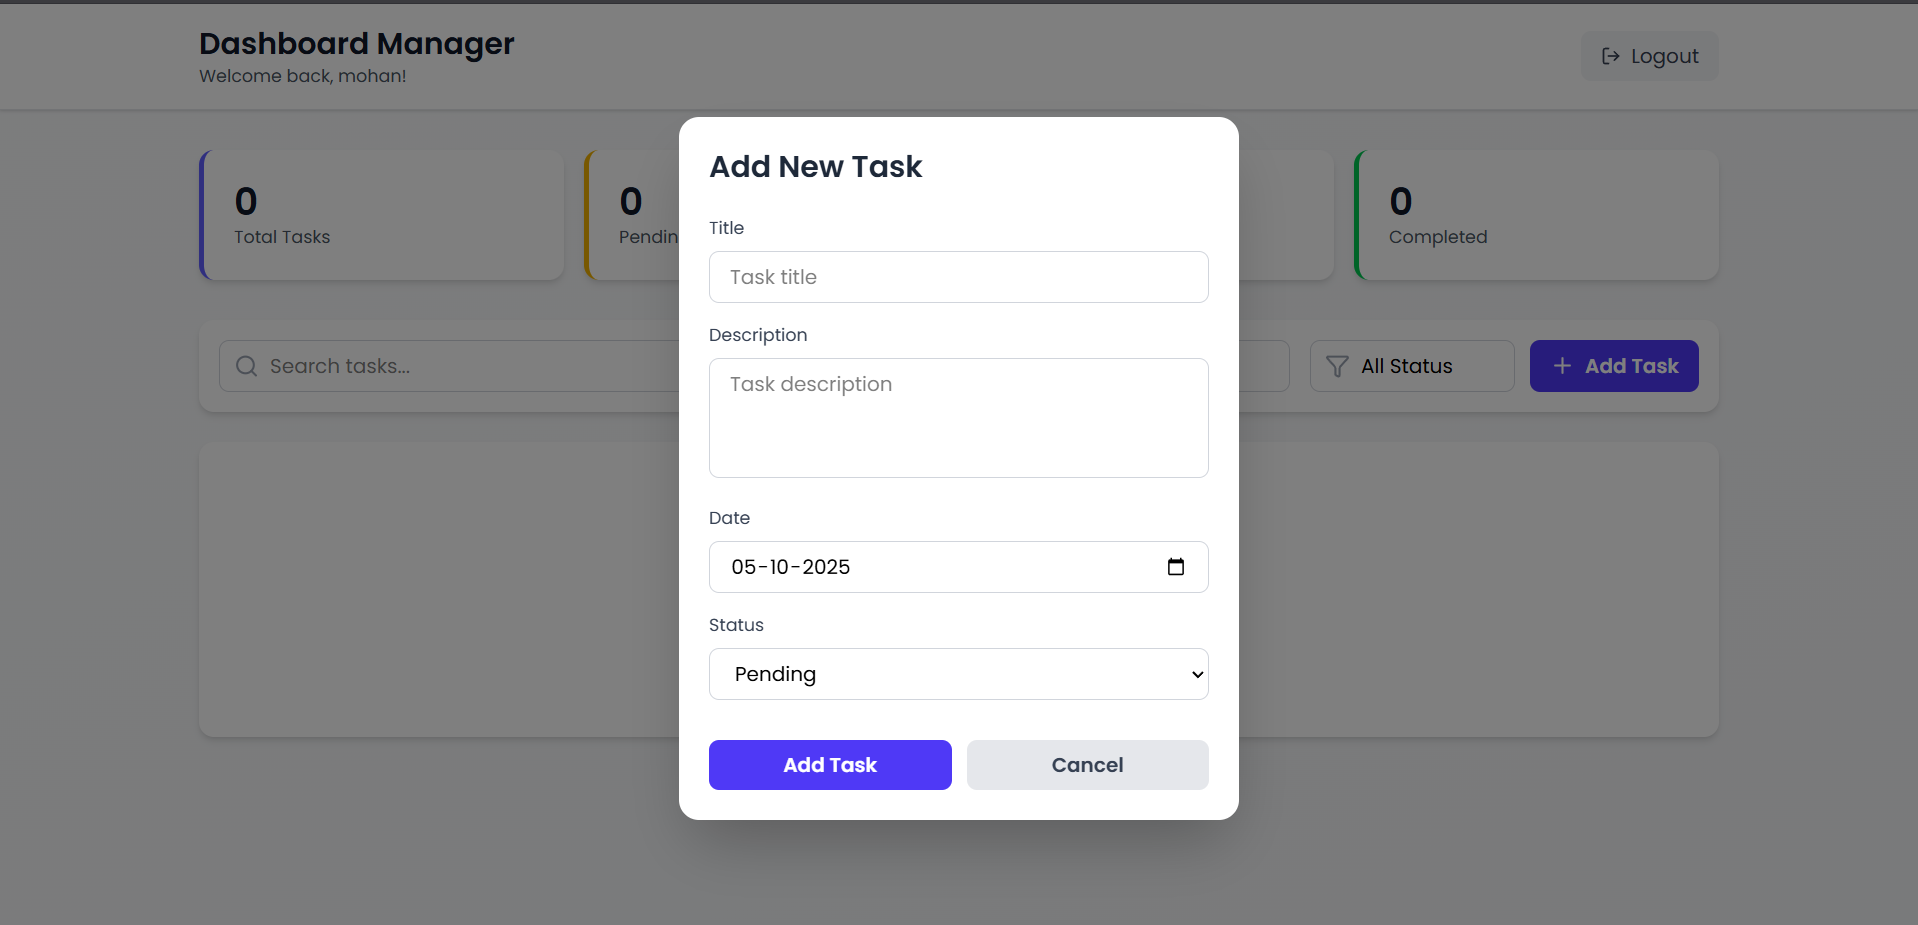 Dashboard Manager
Welcome back, mohan!
Logout
0
Total Tasks
0
0
Completed
Search tasks...
All Status
Add Task
Add New Task
Title
Task title
Description
Task description
Date
05-10-2025
Status
Pending
Add Task
Cancel